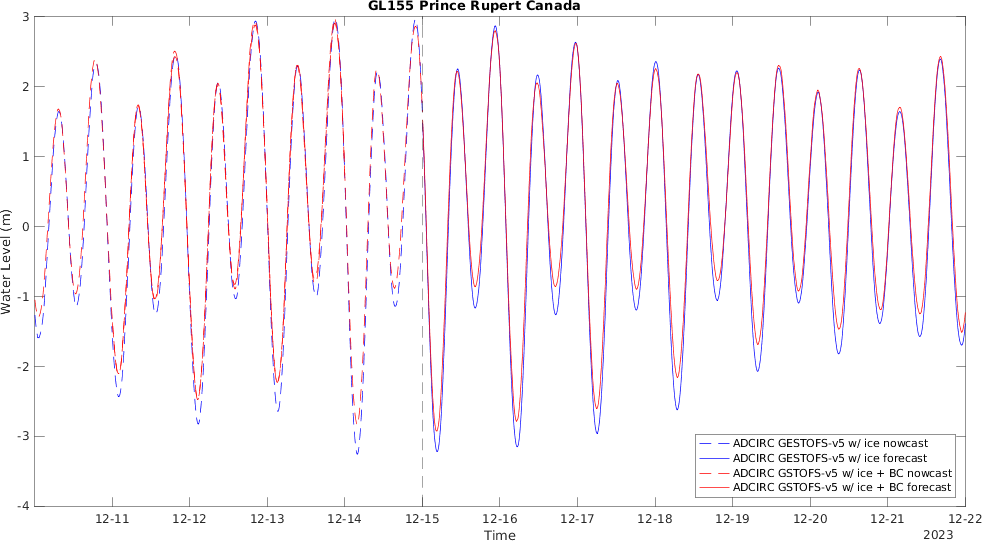 GL155 Prince Rupert Canada
3
2
1
0
-1
-2
-3
-4
Water Level (m)
ADCIRC GESTOFS-v5 w/ ice nowcast
ADCIRC GESTOFS-v5 w/ ice forecast
ADCIRC GSTOFS-v5 w/ ice + BC nowcast
ADCIRC GSTOFS-v5 w/ ice + BC forecast
12-11 12-12 12-13 12-14 12-15 12-16 12-17 12-18 12-19 12-20 12-21 12-22
Time
2023